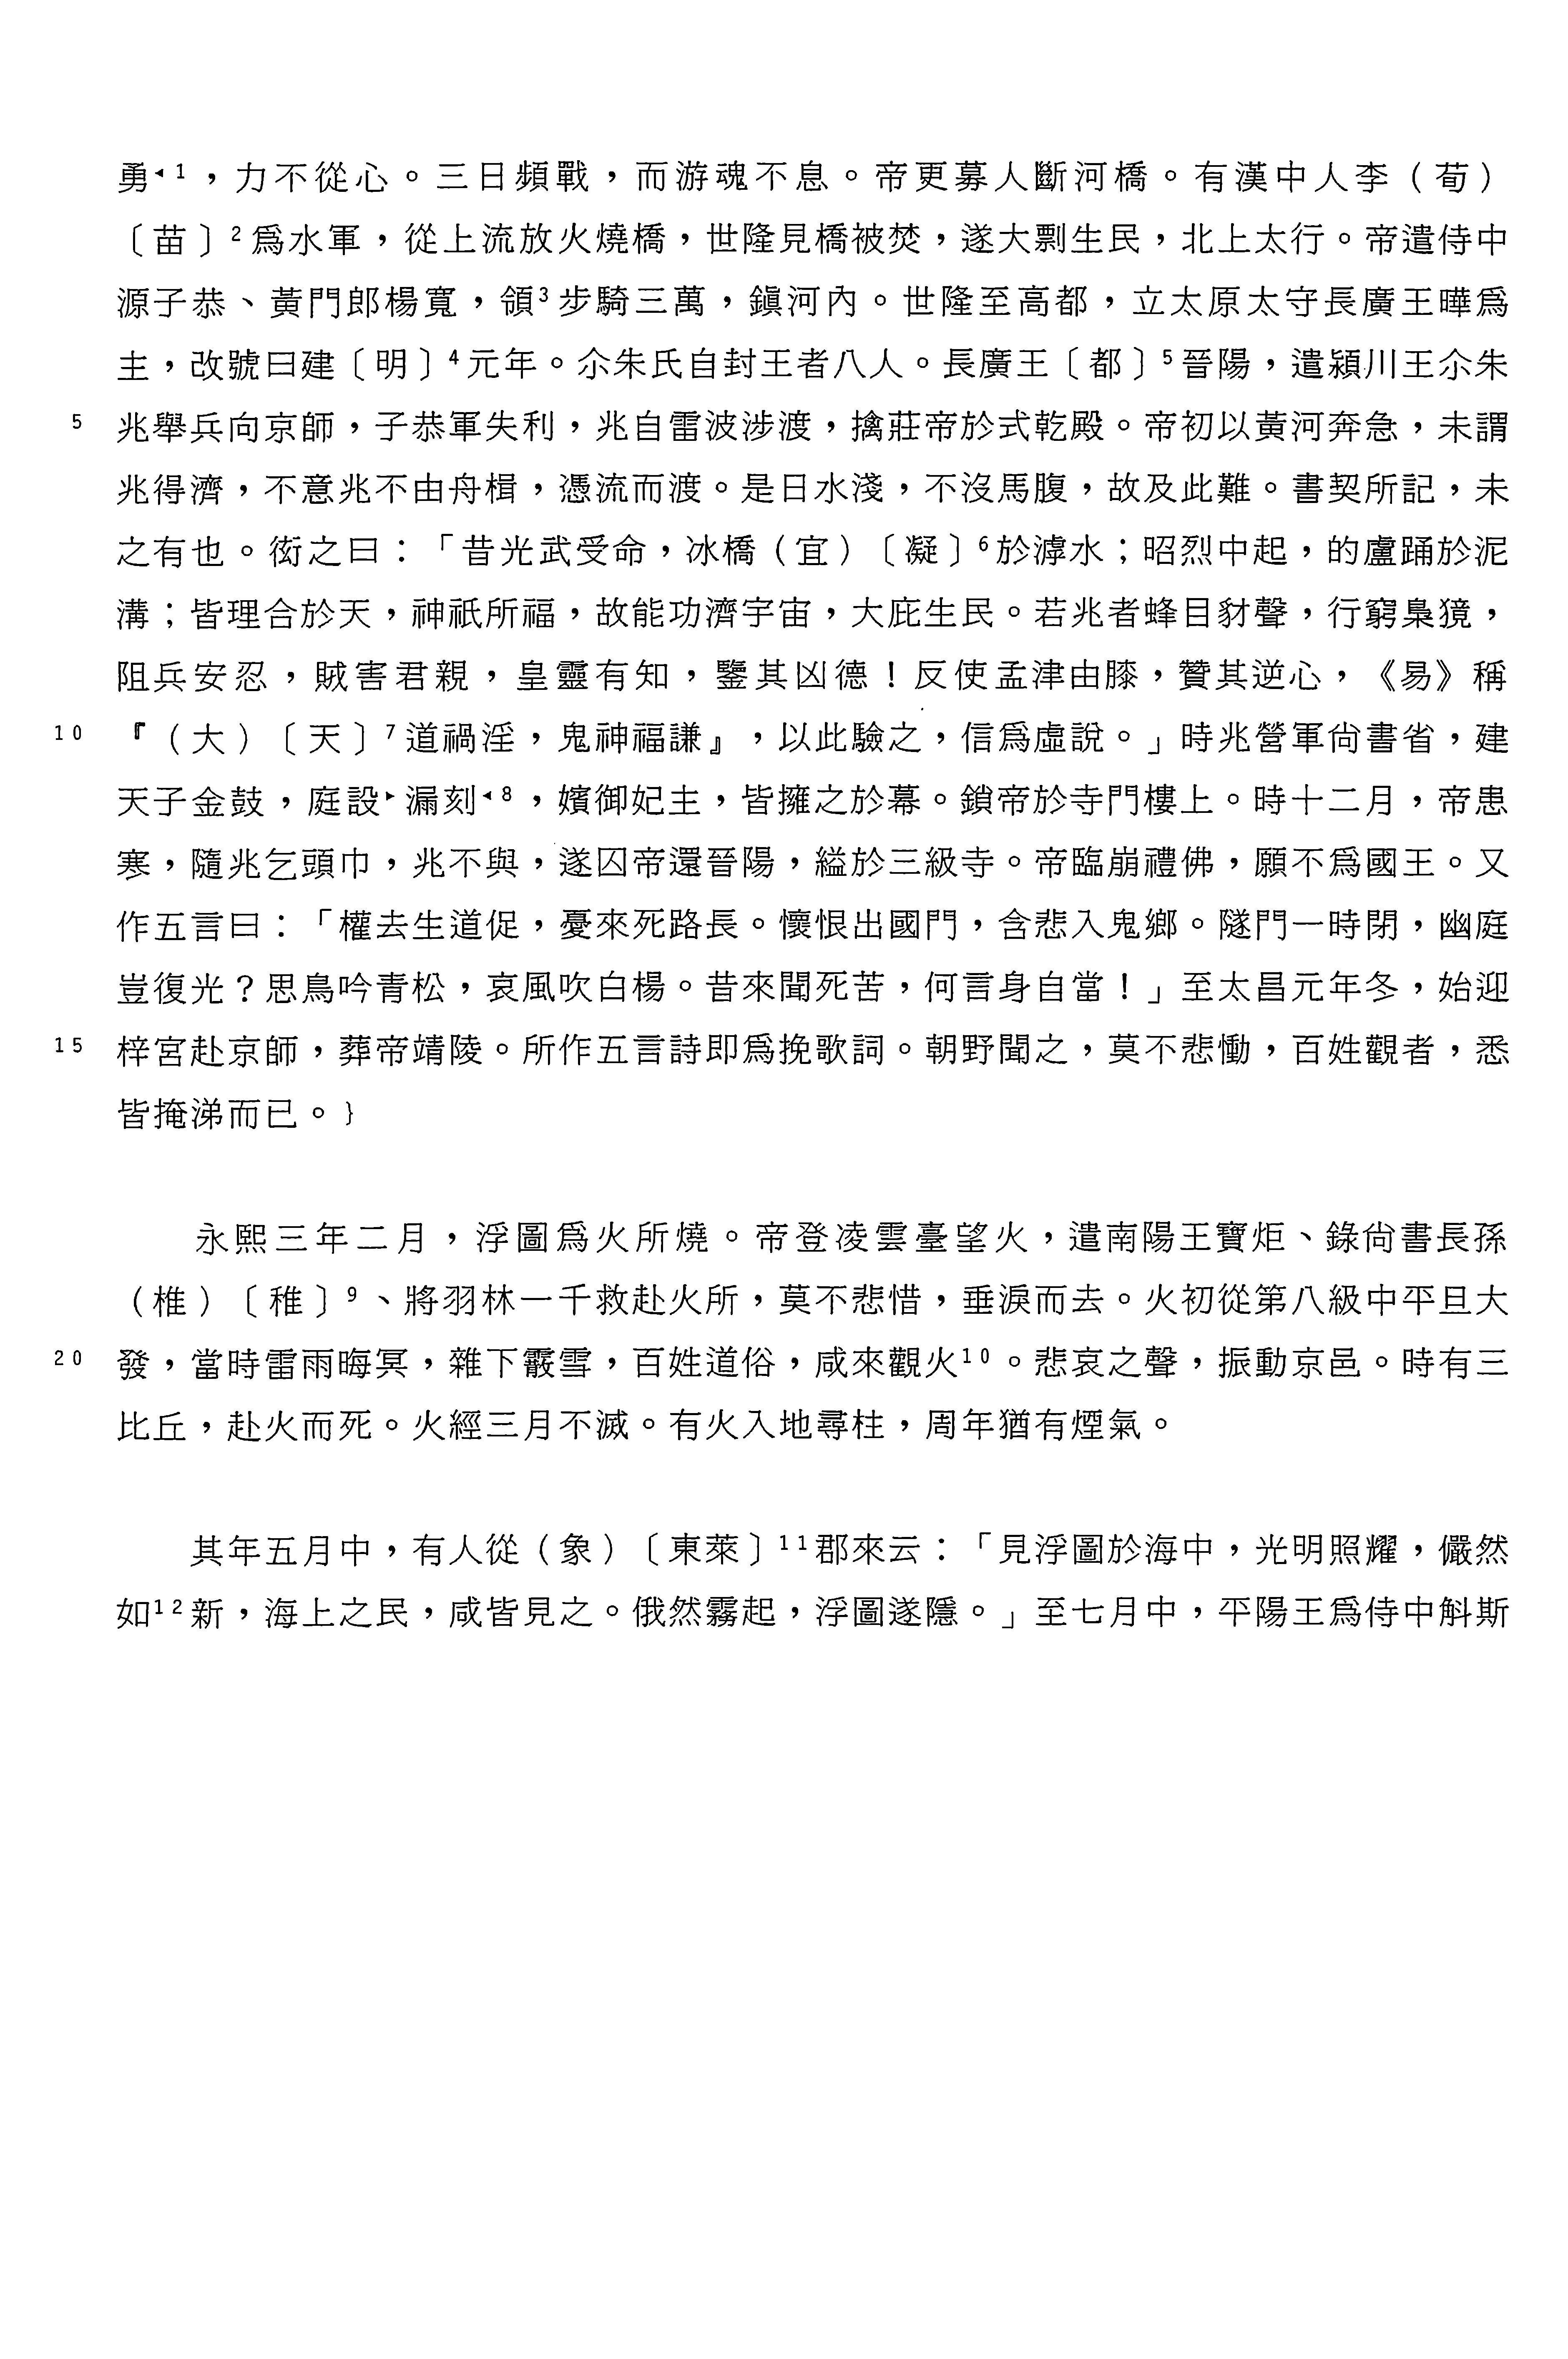 勇◂1，力不從心。三日頻戰，而游魂不息。帝更募人斷河橋。有漢中人李（荀）
〔苗〕2爲水軍，從上流放火燒橋，世隆見橋被焚，遂大剽生民，北上太行。帝遣侍中
源子恭、黃門郎楊寬，領3步騎三萬，鎭河內。世隆至高都，立太原太守長廣王曄爲
主，改號曰建〔明〕4元年。尒朱氏自封王者八人。長廣王〔都〕5晉陽，遣潁川王尒朱
5 兆舉兵向京師，子恭軍失利，兆自雷波涉渡，擒莊帝於式乾殿。帝初以黃河奔急，未謂
兆得濟，不意兆不由舟楫，憑流而渡。是日水淺，不沒馬腹，故及此難。書契所記，未
之有也。衒之曰：「昔光武受命，冰橋（宜）〔凝〕6於滹水；昭烈中起，的盧踊於泥
溝；皆理合於天，神祇所福，故能功濟宇宙，大庇生民。若兆者蜂目豺聲，行窮梟獍，
阻兵安忍，賊害君親，皇靈有知，鑒其凶德！反使孟津由膝，贊其逆心，《易》稱
10 『（大）〔天〕7道禍淫，鬼神福謙』，以此驗之，信爲虛說。」時兆營軍尙書省，建
天子金鼓，庭設▸漏刻◂8，嬪御妃主，皆擁之於幕。鎖帝於寺門樓上。時十二月，帝患
寒，隨兆乞頭巾，兆不與，遂囚帝還晉陽，縊於三級寺。帝臨崩禮佛，願不爲國王。又
作五言曰：「權去生道促，憂來死路長。懷恨出國門，含悲入鬼鄉。隧門一時閉，幽庭
豈復光？思鳥吟青松，哀風吹白楊。昔來聞死苦，何言身自當！」至太昌元年冬，始迎
15 梓宮赴京師，葬帝靖陵。所作五言詩即爲挽歌詞。朝野聞之，莫不悲慟，百姓觀者，悉
皆掩涕而已。}
永熙三年二月，浮圖爲火所燒。帝登凌雲臺望火，遣南陽王寶炬、錄尙書長孫
（椎）〔稚〕9、將羽林一千救赴火所，莫不悲惜，垂淚而去。火初從第八級中平旦大
20 發，當時雷雨晦冥，雜下霰雪，百姓道俗，咸來觀火10。悲哀之聲，振動京邑。時有三
比丘，赴火而死。火經三月不滅。有火入地尋柱，周年猶有煙氣。
其年五月中，有人從（象）〔東萊〕11郡來云：「見浮圖於海中，光明照耀，儼然
如12新，海上之民，咸皆見之。俄然霧起，浮圖遂隱。」至七月中，平陽王爲侍中斛斯